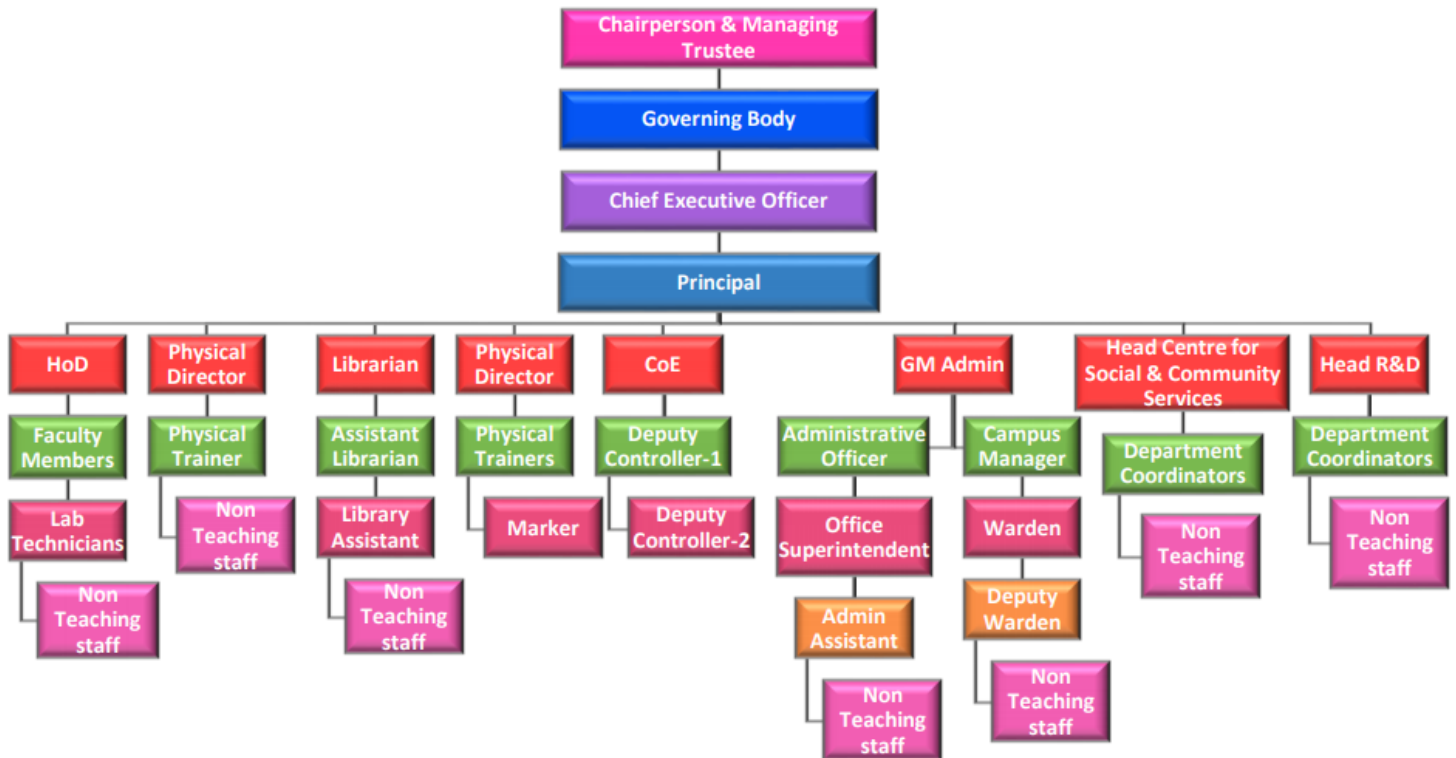 Chairperson & Managing
Trustee
Governing Body
Chief Executive Officer
Principal
HoD
Physical
Director
Librarian
Physical
Director
CoE
GM Admin
Head Centre for
Social & Community
Services
Head R&D
Faculty
Members
Physical
Trainer
Assistant
Librarian
Physical
Trainers
Deputy
Controller-1
Administrative
Officer
Campus
Manager
Department
Coordinators
Department
Coordinators
Lab
Technicians
Non
Teaching
staff
Library
Assistant
Marker
Deputy
Controller-2
Office
Superintendent
Warden
Non
Teaching
staff
Non
Teaching
staff
Non
Teaching
staff
Non
Teaching
staff
Admin
Assistant
Deputy
Warden
Non
Teaching
staff
Non
Teaching
staff